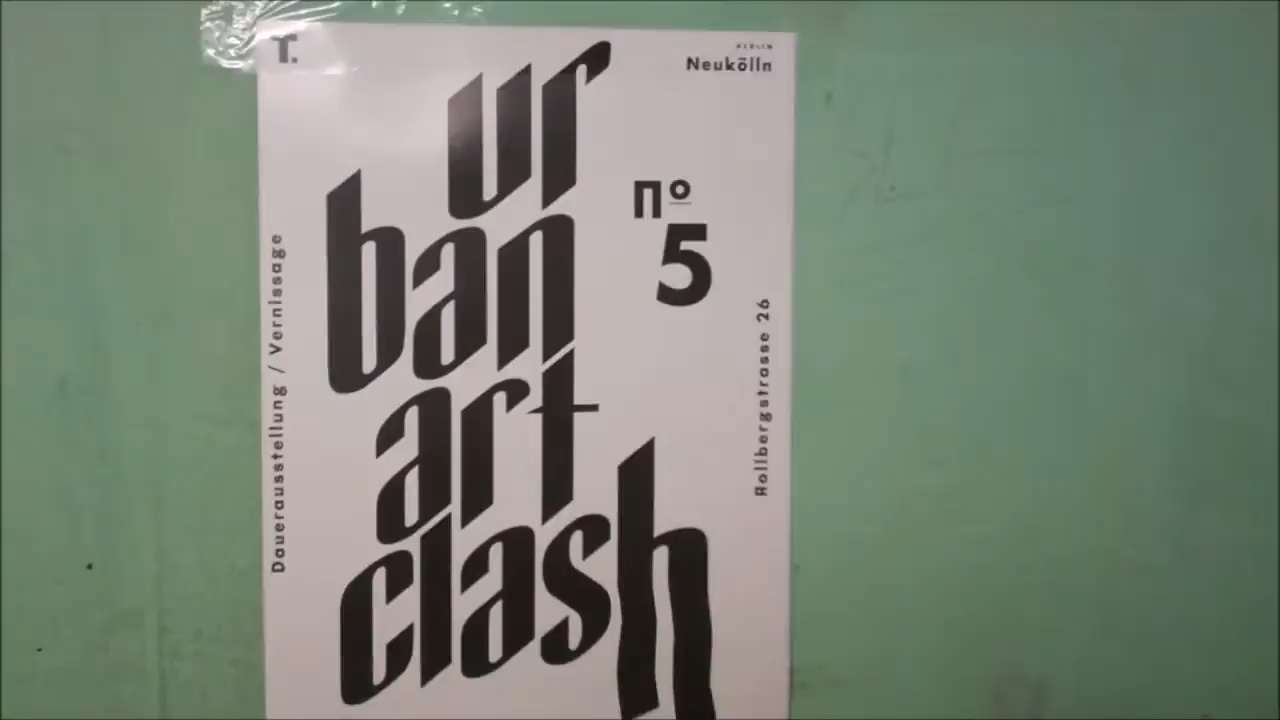 T.
BERLIN
Neukölln
ur
ban
art
clash
nº
5
Dauerausstellung / Vernissage
Rollbergstrasse 26